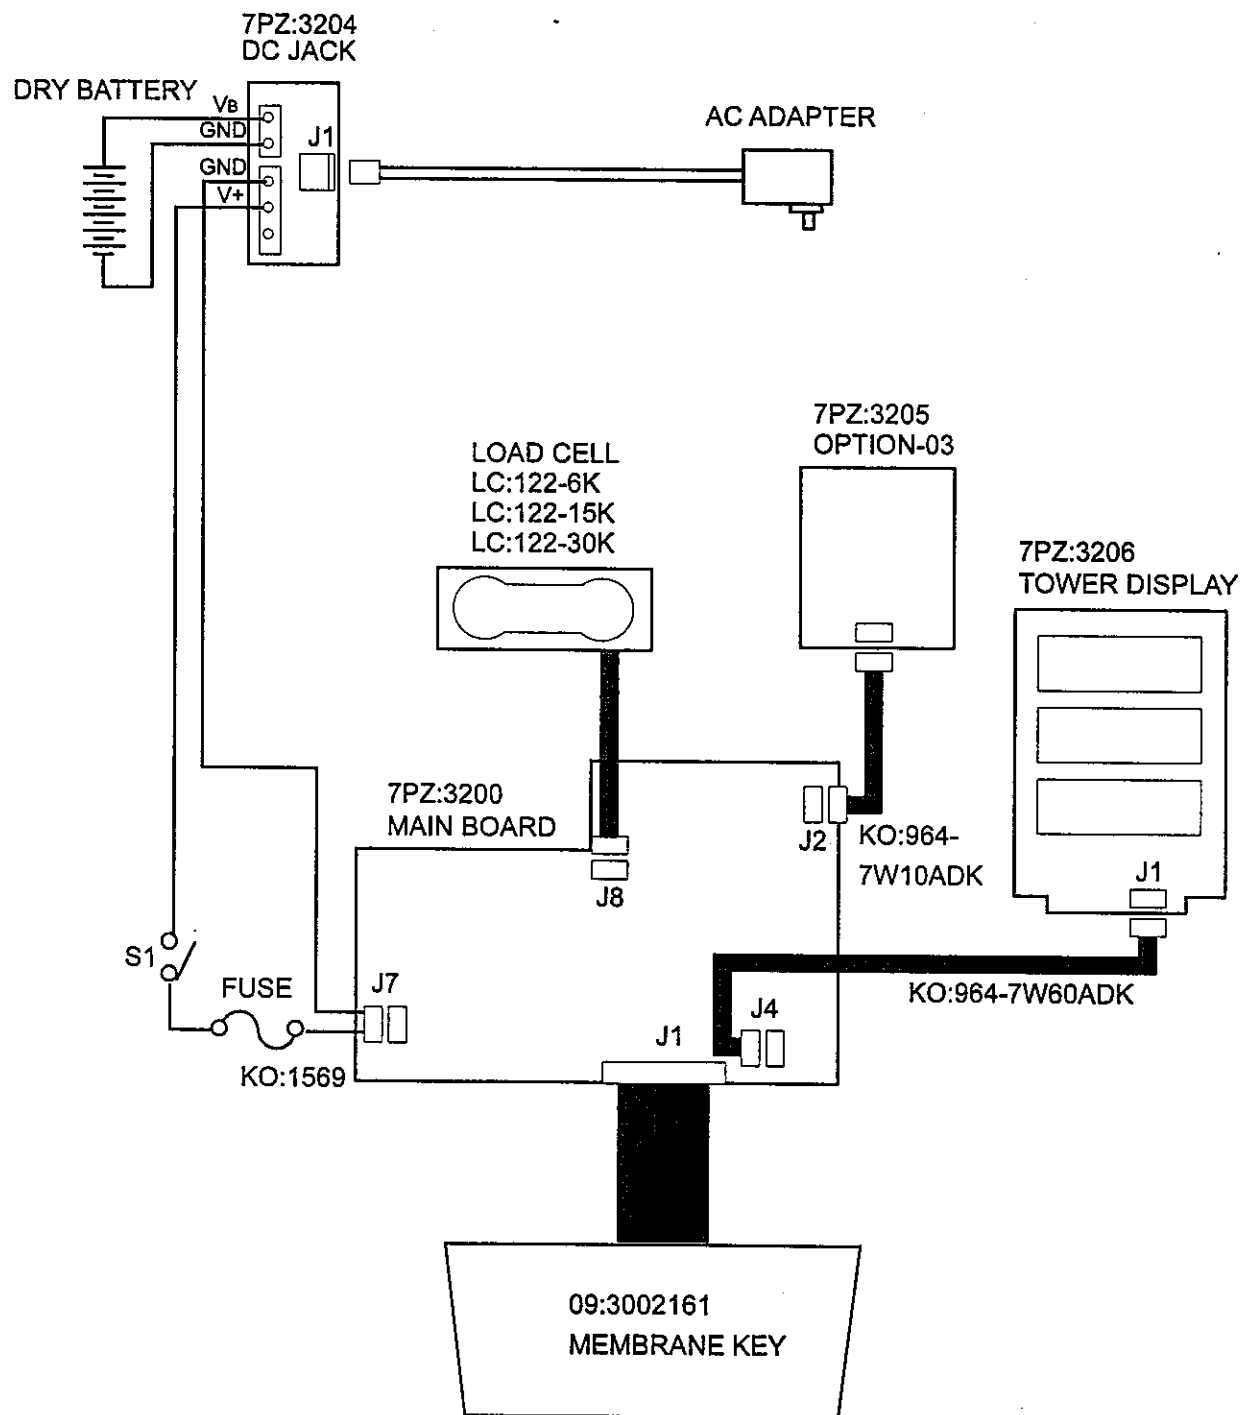 7PZ:3204
DC JACK
DRY BATTERY
VB
GND
GND
V+
J1
AC ADAPTER
7PZ:3205
OPTION-03
LOAD CELL
LC:122-6K
LC:122-15K
LC:122-30K
7PZ:3206
TOWER DISPLAY
7PZ:3200
MAIN BOARD
J2
KO:964-
7W10ADK
J8
J1
S1
FUSE
J7
KO:964-7W60ADK
J4
J1
KO:1569
09:3002161
MEMBRANE KEY